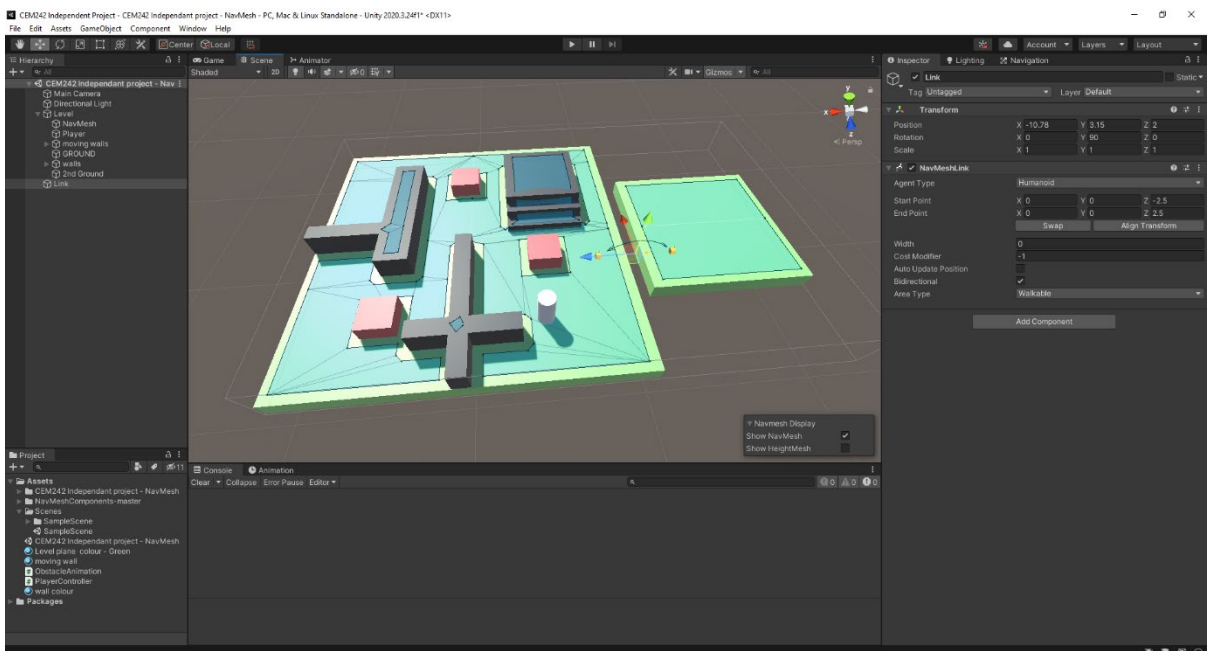 CEM242 Independent Project - CEM242 Independant project - NavMesh - PC, Mac & Linux Standalone - Unity 2020.3.24f1* <DX11>
File Edit Assets GameObject Component Window Help
Center Local
Account Layers Layout
Hierarchy
All
CEM242 Independant project - Nav
Main Camera
Directional Light
Level
NavMesh
Player
moving walls
GROUND
walls
2nd Ground
Link
Game Scene Animator
Shaded 2D 0 Gizmos All
y
x
z
Persp
Navmesh Display
Show NavMesh
Show HeightMesh
Inspector Lighting Navigation
Link Static
Tag Untagged Layer Default
Transform
Position X -10.78 Y 3.15 Z 2
Rotation X 0 Y 90 Z 0
Scale X 1 Y 1 Z 1
NavMeshLink
Agent Type Humanoid
Start Point X 0 Y 0 Z -2.5
End Point X 0 Y 0 Z 2.5
Swap Align Transform
Width 0
Cost Modifier -1
Auto Update Position
Bidirectional
Area Type Walkable
Add Component
Project
11
Assets
CEM242 Independant project - NavMesh
NavMeshComponents-master
Scenes
SampleScene
SampleScene
CEM242 Independant project - NavMesh
Level plane colour - Green
moving wall
ObstacleAnimation
PlayerController
wall colour
Packages
Console Animation
Clear Collapse Error Pause Editor 0 0 0